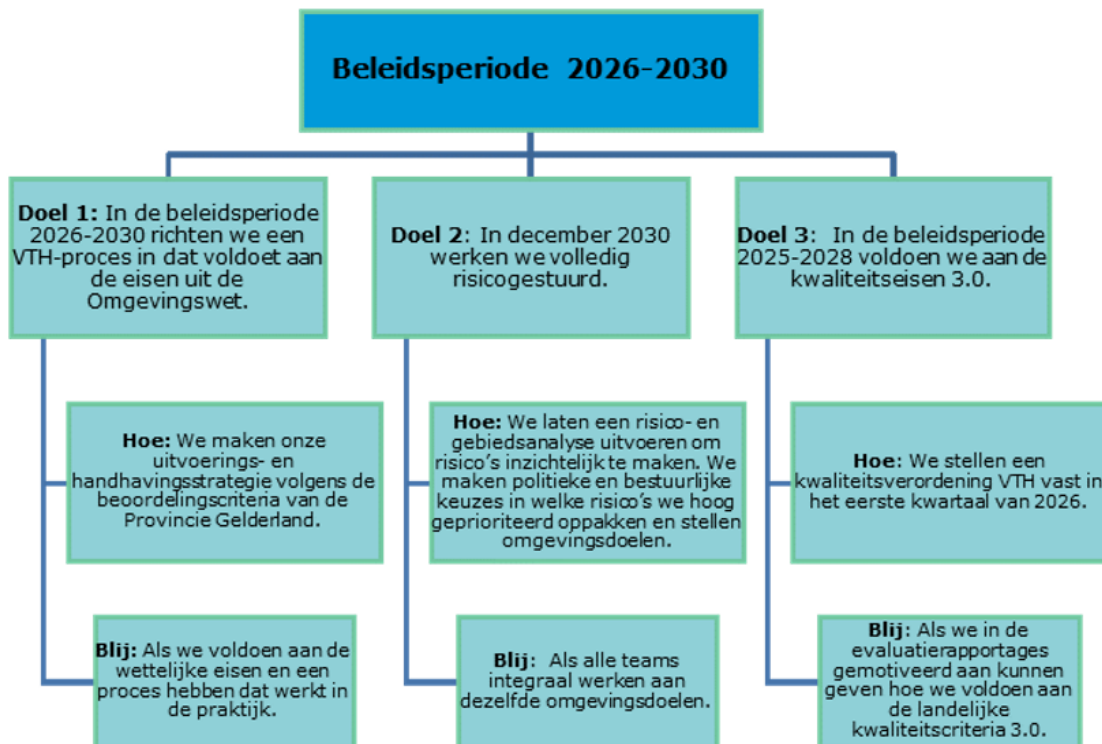 Beleidsperiode 2026-2030
Doel 1: In de beleidsperiode
2026-2030 richten we een
VTH-proces in dat voldoet aan
de eisen uit de
Omgevingswet.
Hoe: We maken onze
uitvoerings- en
handhavingsstrategie volgens de
beoordelingscriteria van de
Provincie Gelderland.
Blij: Als we voldoen aan de
wettelijke eisen en een
proces hebben dat werkt in
de praktijk.
Doel 2: In december 2030
werken we volledig
risicogestuurd.
Hoe: We laten een risico- en
gebiedsanalyse uitvoeren om
risico's inzichtelijk te maken. We
maken politieke en bestuurlijke
keuzes in welke risico's we hoog
geprioriteerd oppakken en stellen
omgevingsdoelen.
Blij: Als alle teams
integraal werken aan
dezelfde omgevingsdoelen.
Doel 3: In de beleidsperiode
2025-2028 voldoen we aan de
kwaliteitseisen 3.0.
Hoe: We stellen een
kwaliteitsverordening VTH vast in
het eerste kwartaal van 2026.
Blij: Als we in de
evaluatierapportages
gemotiveerd aan kunnen
geven hoe we voldoen aan
de landelijke
kwaliteitscriteria 3.0.